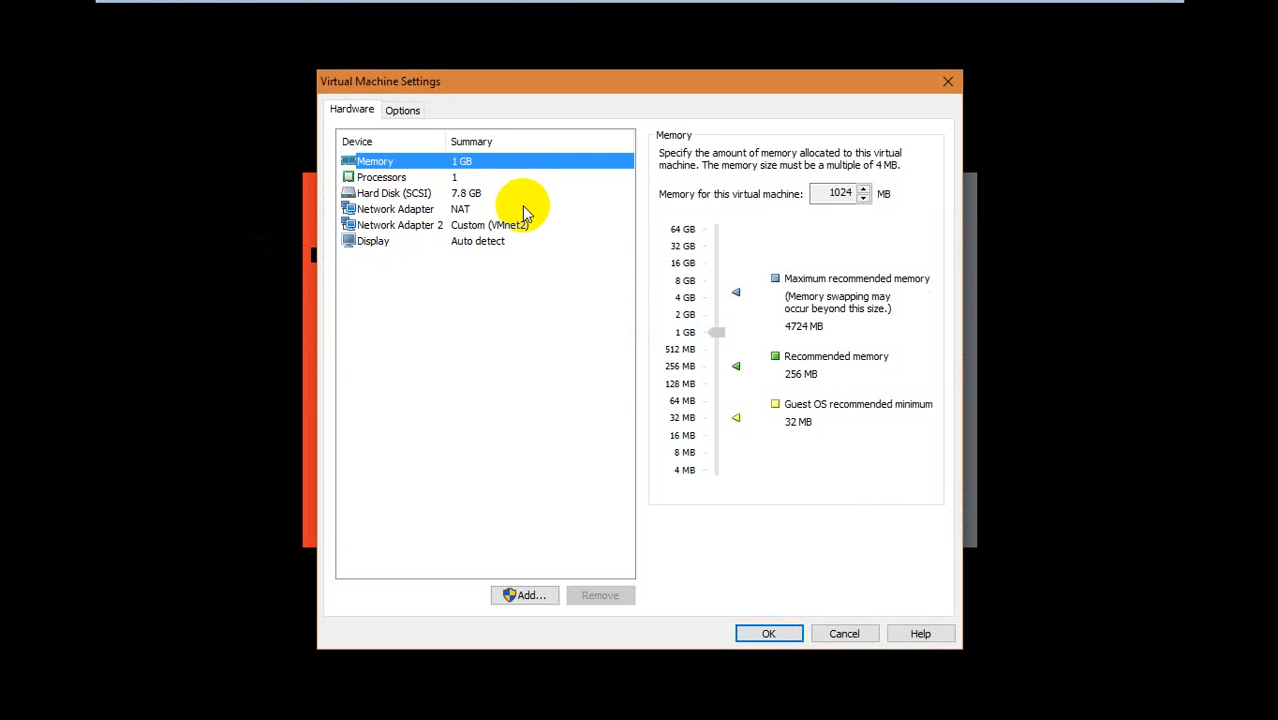 Virtual Machine Settings
Hardware Options
Device Summary
Memory 1 GB
Processors 1
Hard Disk (SCSI) 7.8 GB
Network Adapter NAT
Network Adapter 2 Custom (VMnet2)
Display Auto detect
Add... Remove
Memory
Specify the amount of memory allocated to this virtual
machine. The memory size must be a multiple of 4 MB.
Memory for this virtual machine: 1024 MB
64 GB
32 GB
16 GB
8 GB
4 GB
2 GB
1 GB
512 MB
256 MB
128 MB
64 MB
32 MB
16 MB
8 MB
4 MB
Maximum recommended memory
(Memory swapping may
occur beyond this size.)
4724 MB
Recommended memory
256 MB
Guest OS recommended minimum
32 MB
OK Cancel Help